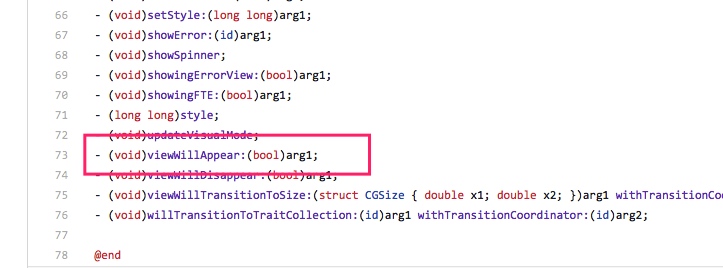 66 - (void)setStyle:(long long)arg1;
67 - (void)showError:(id)arg1;
68 - (void)showSpinner;
69 - (void)showingErrorView:(bool)arg1;
70 - (void)showingFTE:(bool)arg1;
71 - (long long)style;
72 - (void)updateVisualMode;
73 - (void)viewWillAppear:(bool)arg1;
74 - (void)viewWillDisappear:(bool)arg1;
75 - (void)viewWillTransitionToSize:(struct CGSize { double x1; double x2; })arg1 withTransitionCo
76 - (void)willTransitionToTraitCollection:(id)arg1 withTransitionCoordinator:(id)arg2;
77
78 @end